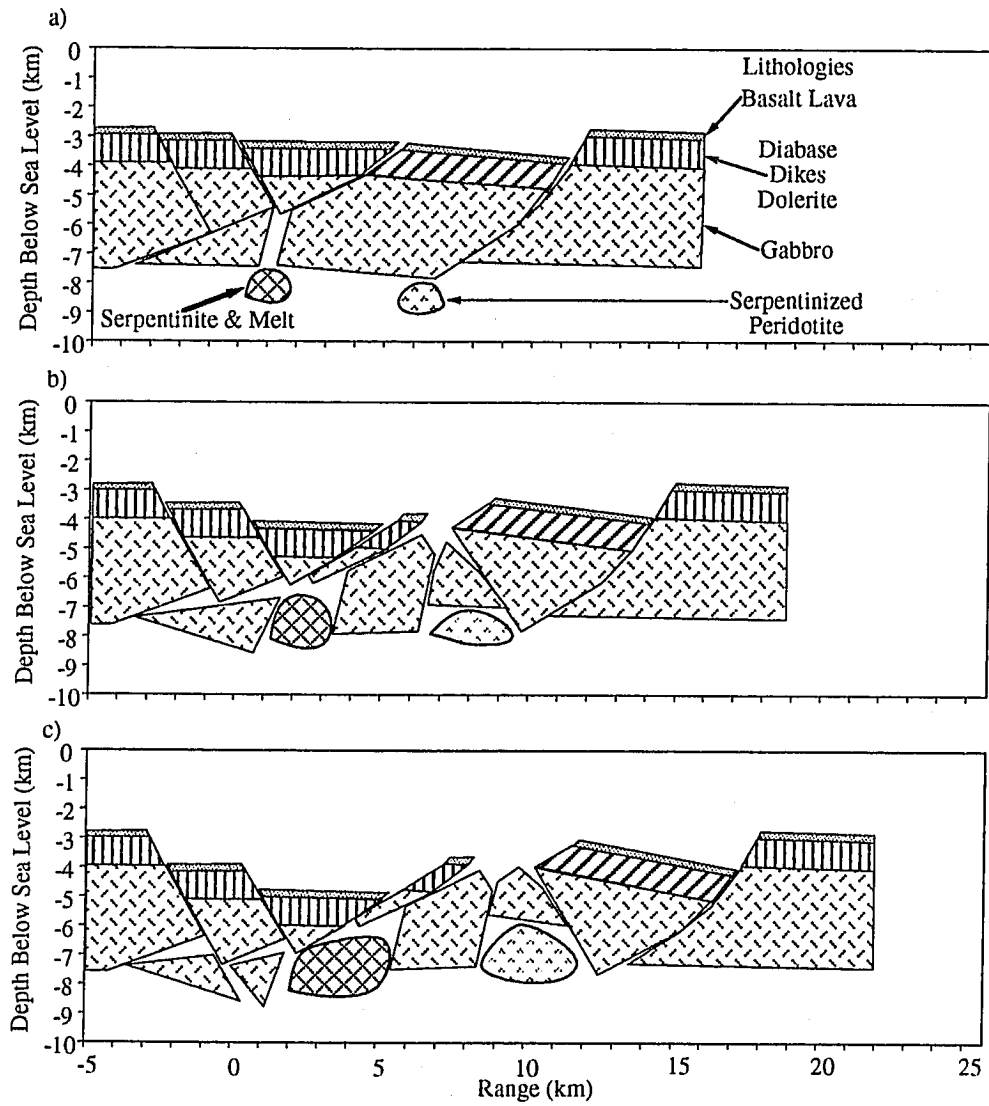 a)
Depth Below Sea Level (km)
0
-1
-2
-3
-4
-5
-6
-7
-8
-9
-10
Lithologies
Basalt Lava
Diabase
Dikes
Dolerite
Gabbro
Serpentinite & Melt
Serpentinized
Peridotite
b)
Depth Below Sea Level (km)
0
-1
-2
-3
-4
-5
-6
-7
-8
-9
-10
c)
Depth Below Sea Level (km)
0
-1
-2
-3
-4
-5
-6
-7
-8
-9
-10
-5 0 5 10 15 20 25
Range (km)